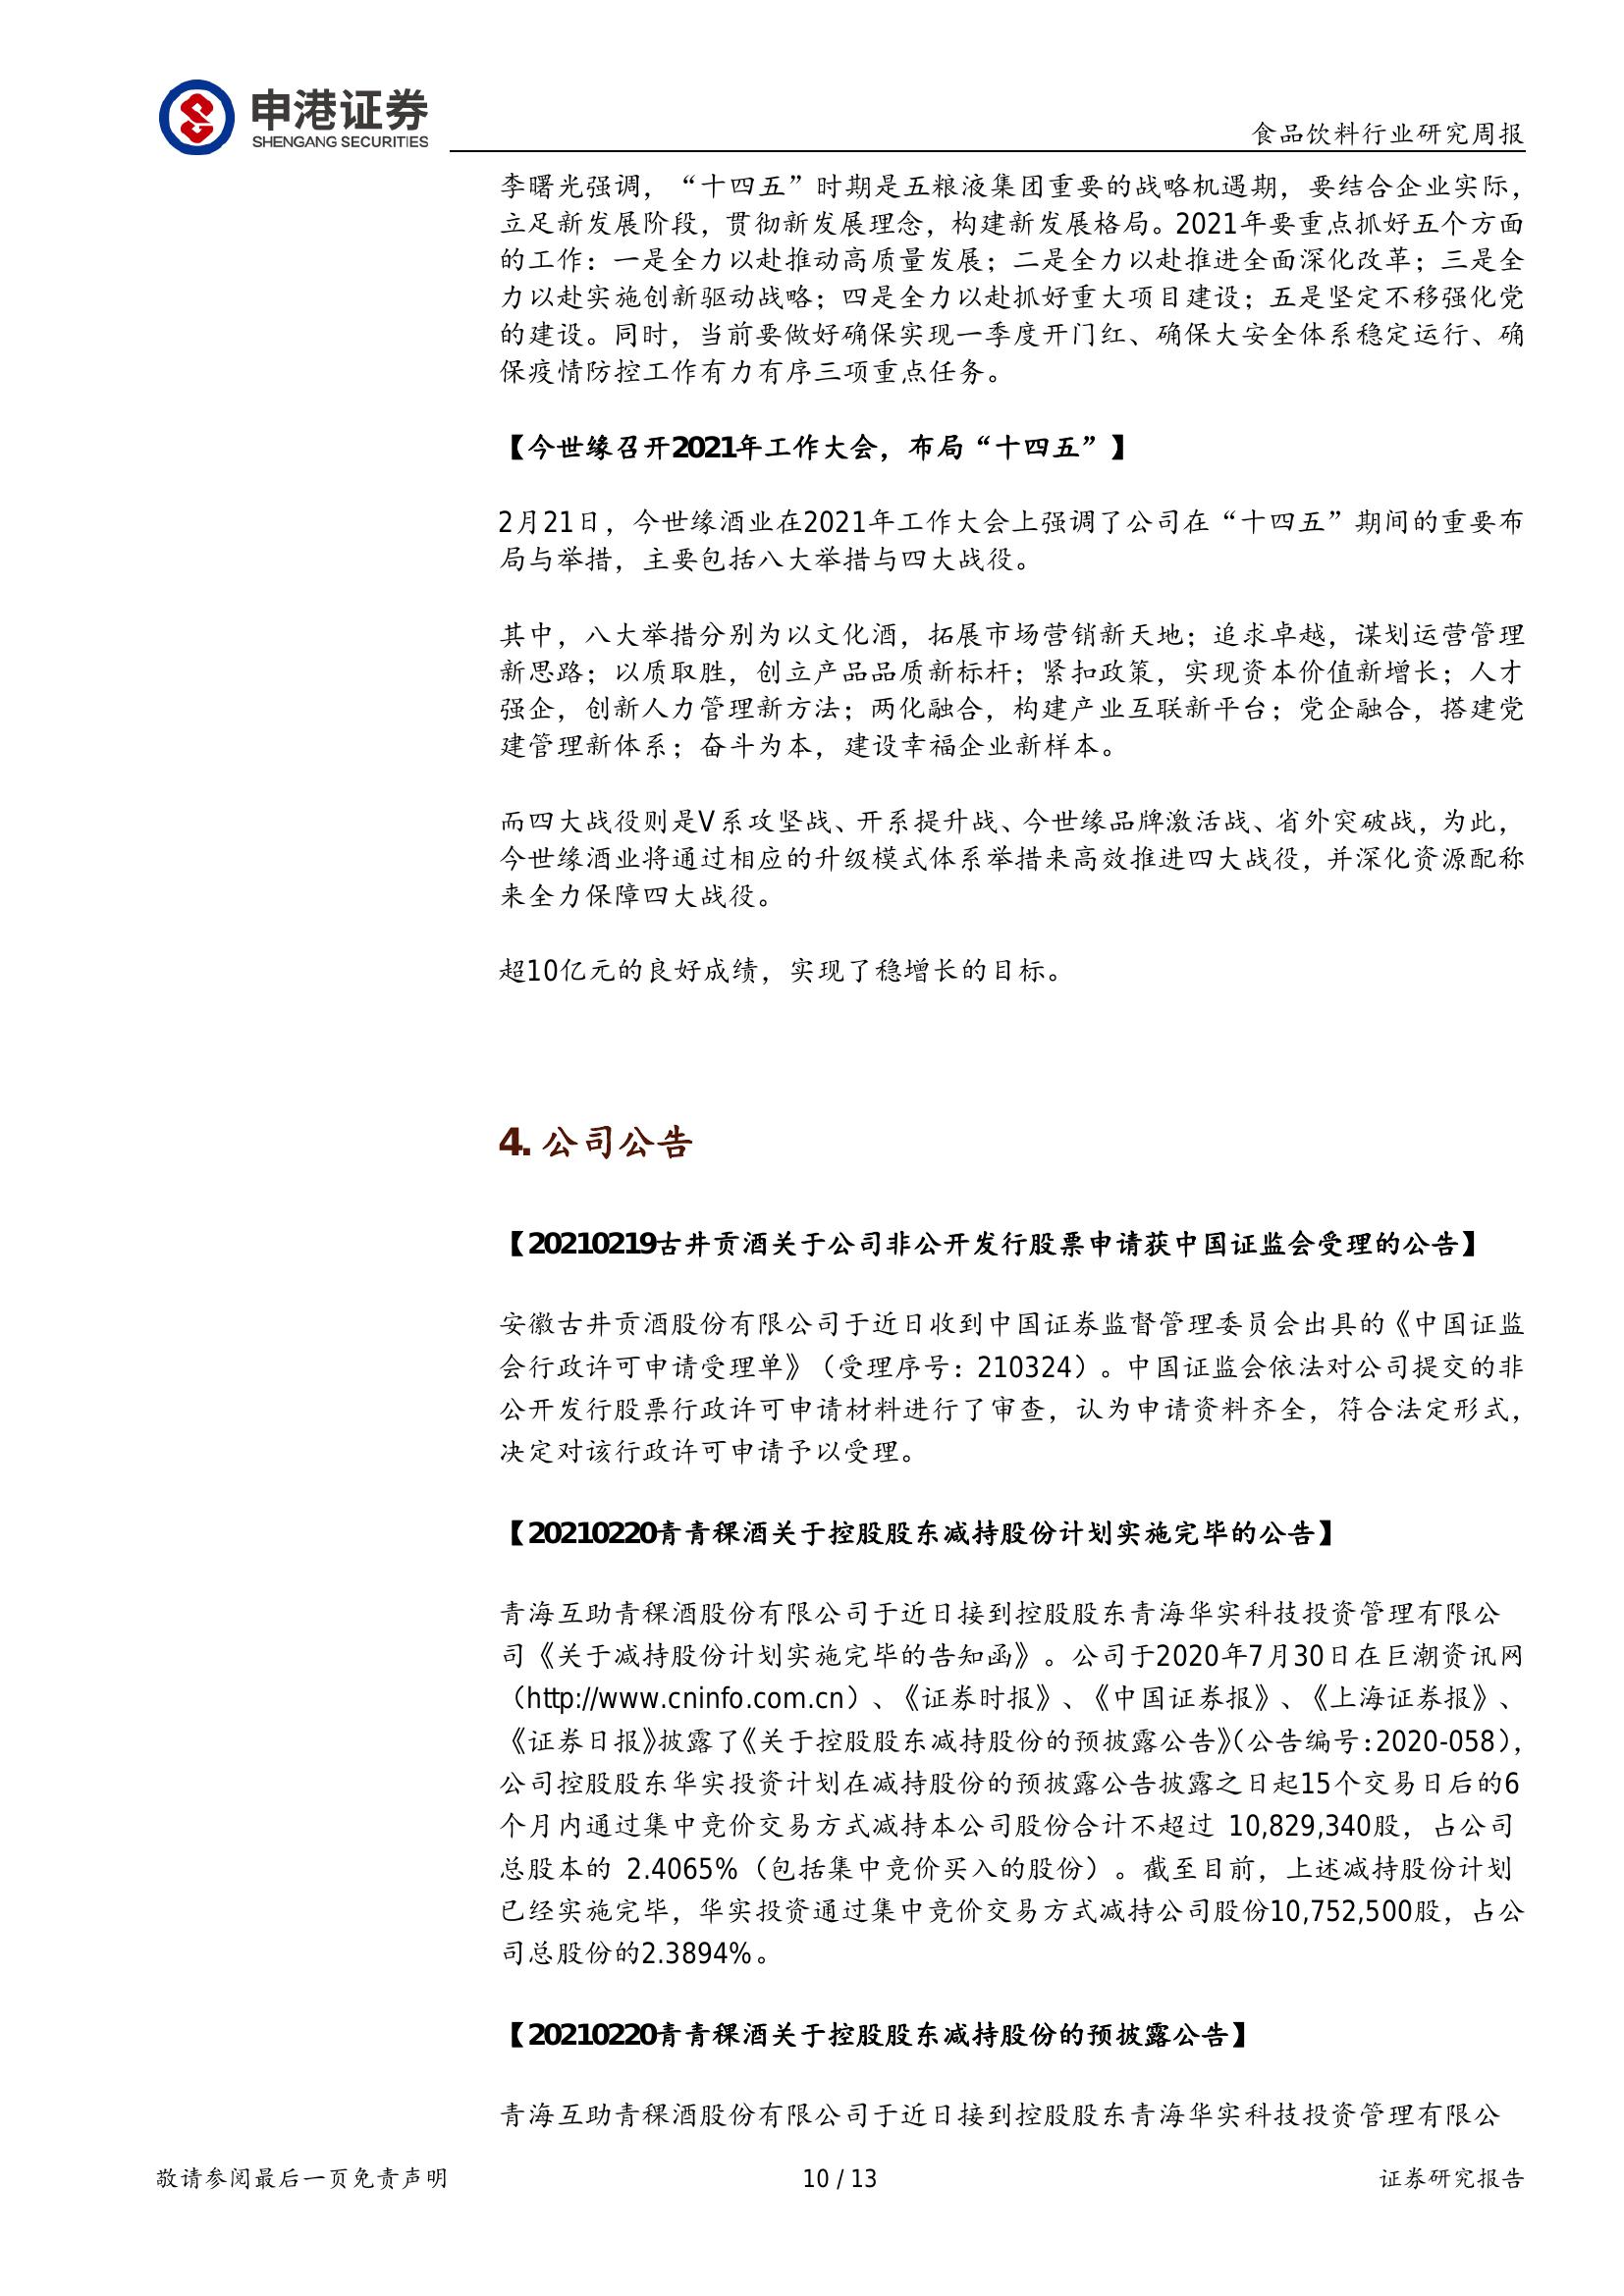 申港证券
SHENGANG SECURITIES
食品饮料行业研究周报
李曙光强调，“十四五”时期是五粮液集团重要的战略机遇期，要结合企业实际，
立足新发展阶段，贯彻新发展理念，构建新发展格局。2021年要重点抓好五个方面
的工作：一是全力以赴推动高质量发展；二是全力以赴推进全面深化改革；三是全
力以赴实施创新驱动战略；四是全力以赴抓好重大项目建设；五是坚定不移强化党
的建设。同时，当前要做好确保实现一季度开门红、确保大安全体系稳定运行、确
保疫情防控工作有力有序三项重点任务。
【今世缘召开2021年工作大会，布局“十四五”】
2月21日，今世缘酒业在2021年工作大会上强调了公司在“十四五”期间的重要布
局与举措，主要包括八大举措与四大战役。
其中，八大举措分别为以文化酒，拓展市场营销新天地；追求卓越，谋划运营管理
新思路；以质取胜，创立产品品质新标杆；紧扣政策，实现资本价值新增长；人才
强企，创新人力管理新方法；两化融合，构建产业互联新平台；党企融合，搭建党
建管理新体系；奋斗为本，建设幸福企业新样本。
而四大战役则是V系攻坚战、开系提升战、今世缘品牌激活战、省外突破战，为此，
今世缘酒业将通过相应的升级模式体系举措来高效推进四大战役，并深化资源配称
来全力保障四大战役。
超10亿元的良好成绩，实现了稳增长的目标。
4. 公司公告
【20210219古井贡酒关于公司非公开发行股票申请获中国证监会受理的公告】
安徽古井贡酒股份有限公司于近日收到中国证券监督管理委员会出具的《中国证监
会行政许可申请受理单》（受理序号：210324）。中国证监会依法对公司提交的非
公开发行股票行政许可申请材料进行了审查，认为申请资料齐全，符合法定形式，
决定对该行政许可申请予以受理。
【20210220青青稞酒关于控股股东减持股份计划实施完毕的公告】
青海互助青稞酒股份有限公司于近日接到控股股东青海华实科技投资管理有限公
司《关于减持股份计划实施完毕的告知函》。公司于2020年7月30日在巨潮资讯网
（http://www.cninfo.com.cn）、《证券时报》、《中国证券报》、《上海证券报》、
《证券日报》披露了《关于控股股东减持股份的预披露公告》（公告编号：2020-058），
公司控股股东华实投资计划在减持股份的预披露公告披露之日起15个交易日后的6
个月内通过集中竞价交易方式减持本公司股份合计不超过 10,829,340股，占公司
总股本的 2.4065%（包括集中竞价买入的股份）。截至目前，上述减持股份计划
已经实施完毕，华实投资通过集中竞价交易方式减持公司股份10,752,500股，占公
司总股份的2.3894%。
【20210220青青稞酒关于控股股东减持股份的预披露公告】
青海互助青稞酒股份有限公司于近日接到控股股东青海华实科技投资管理有限公
敬请参阅最后一页免责声明
10 / 13
证券研究报告